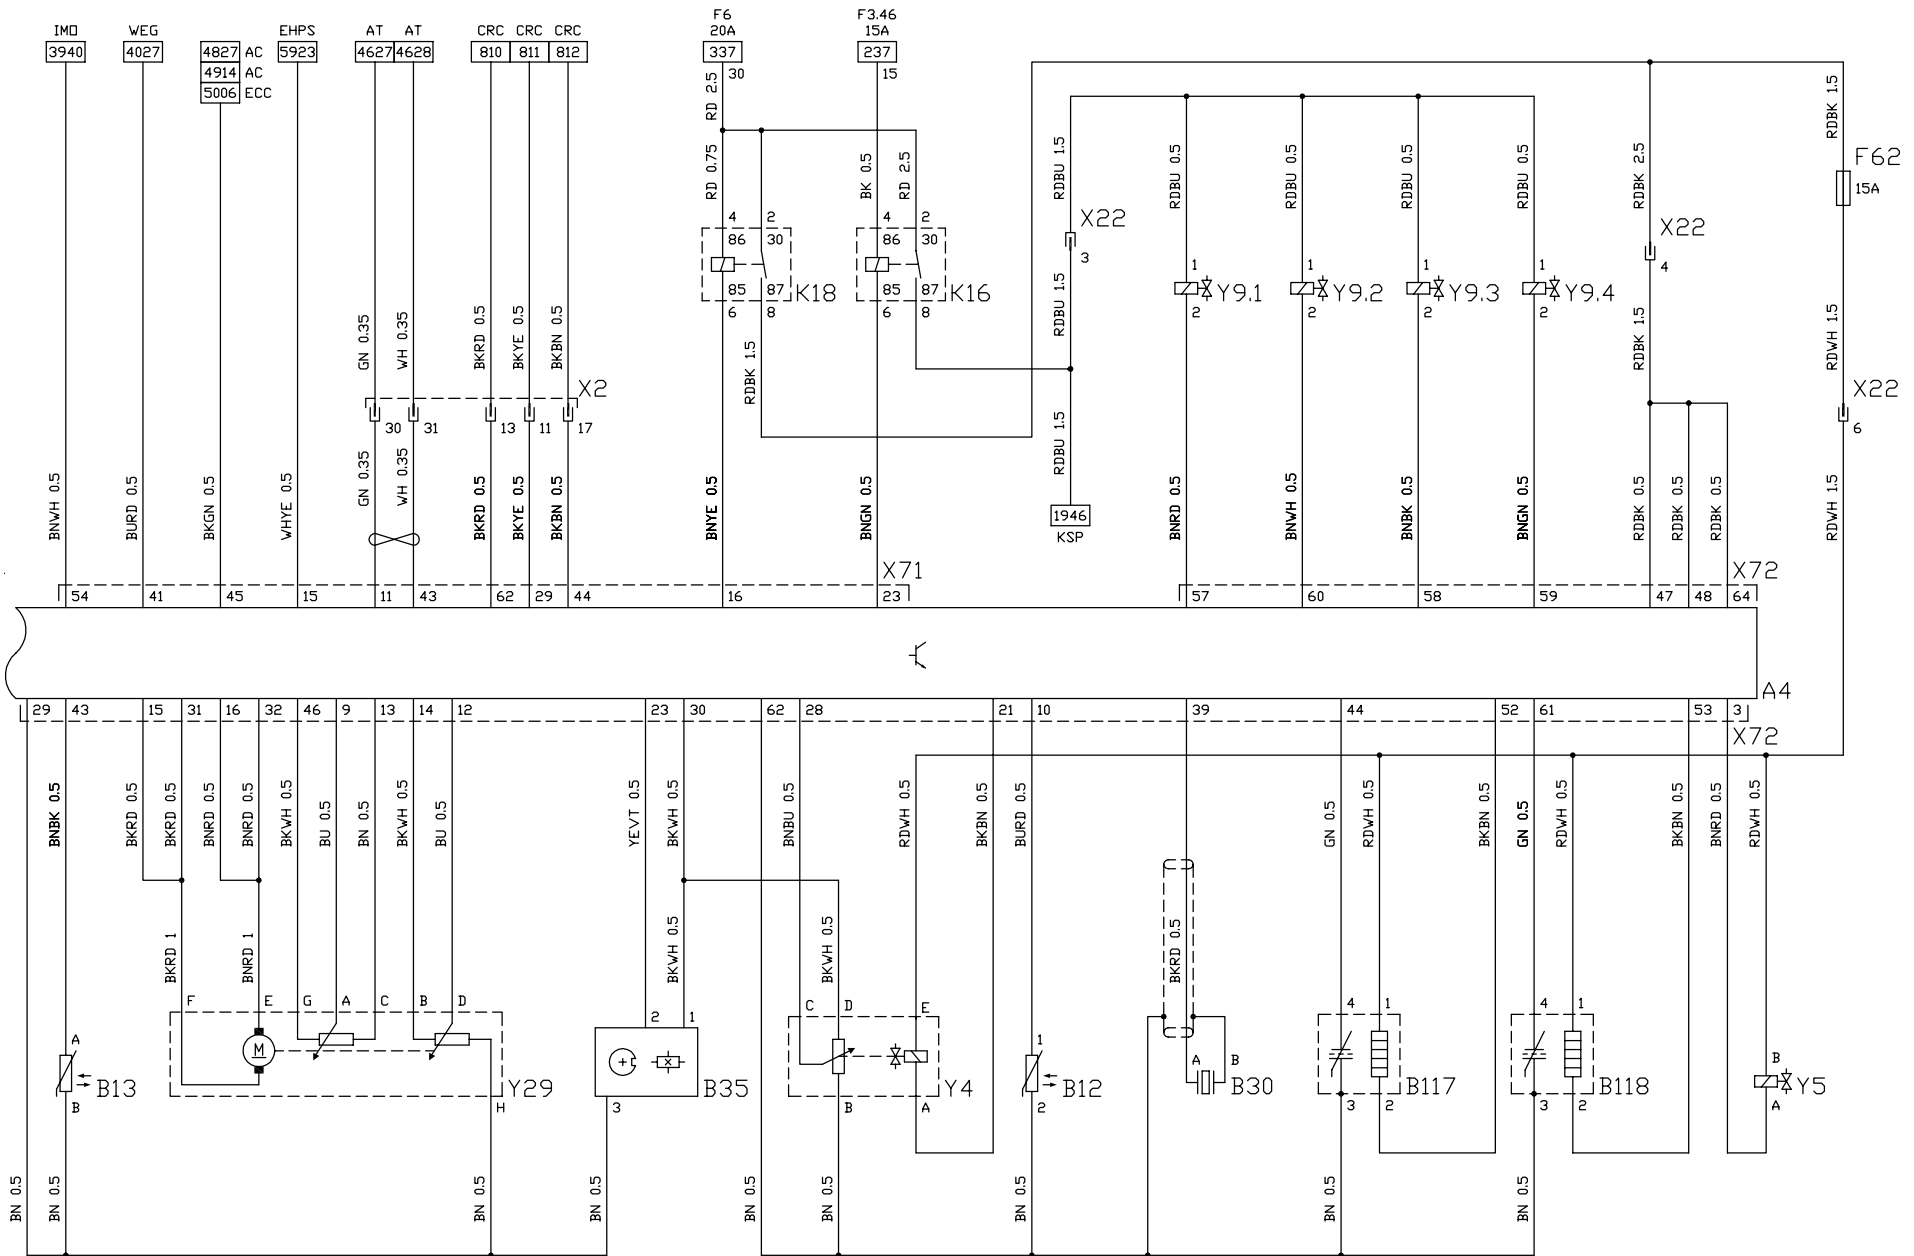 IMO WEG EHPS AT AT CRC CRC CRC F6 20A F3.46 15A
3940 4027 4827 AC 5923 4627 4628 810 811 812 337 237
4914 AC 30 15
5006 ECC
RD 2.5 RDBK 1.5
RD 0.75 BK 0.5 RD 2.5 RDBU 1.5 RDBU 0.5 RDBU 0.5 RDBU 0.5 RDBU 0.5 RDBK 2.5 F62
15A
4 2 4 2 X22 X22
86 30 86 30
3 1 1 1 1 4
85 87 K18 85 87 K16 Y9.1 Y9.2 Y9.3 Y9.4
6 8 6 8 2 2 2 2
GN 0.35 WH 0.35 BKRD 0.5 BKYE 0.5 BKBN 0.5 RDBK 1.5 RDBU 1.5 RDBK 1.5 RDWH 1.5
X2 X22
30 31 13 11 17 6
GN 0.35 WH 0.35 RDBU 1.5
BNWH 0.5 BURD 0.5 BKGN 0.5 WHYE 0.5 BKRD 0.5 BKYE 0.5 BKBN 0.5 BNYE 0.5 BNGN 0.5 BNRD 0.5 BNWH 0.5 BNBK 0.5 BNGN 0.5 RDBK 0.5 RDBK 0.5 RDBK 0.5 RDWH 1.5
1946
KSP
X71 X72
54 41 45 15 11 43 62 29 44 16 23 57 60 58 59 47 48 64
A4
29 43 15 31 16 32 46 9 13 14 12 23 30 62 28 21 10 39 44 52 61 53 3
X72
BNBK 0.5 BKRD 0.5 BKRD 0.5 BNRD 0.5 BNRD 0.5 BKWH 0.5 BU 0.5 BN 0.5 BKWH 0.5 BU 0.5 YEVT 0.5 BKWH 0.5 BNBU 0.5 RDWH 0.5 BKBN 0.5 BURD 0.5 GN 0.5 RDWH 0.5 BKBN 0.5 GN 0.5 RDWH 0.5 BKBN 0.5 BNRD 0.5 RDWH 0.5
BKRD 1 BNRD 1 BKWH 0.5 BKWH 0.5 BKRD 0.5
F E G A C B D 2 1 C D E 4 1 4 1
A M 1 A B B
B13 Y29 B35 Y4 B12 B30 B117 B118 Y5
B H 3 B A 2 3 2 3 2 A
BN 0.5 BN 0.5 BN 0.5 BN 0.5 BN 0.5 BN 0.5 BN 0.5 BN 0.5 BN 0.5